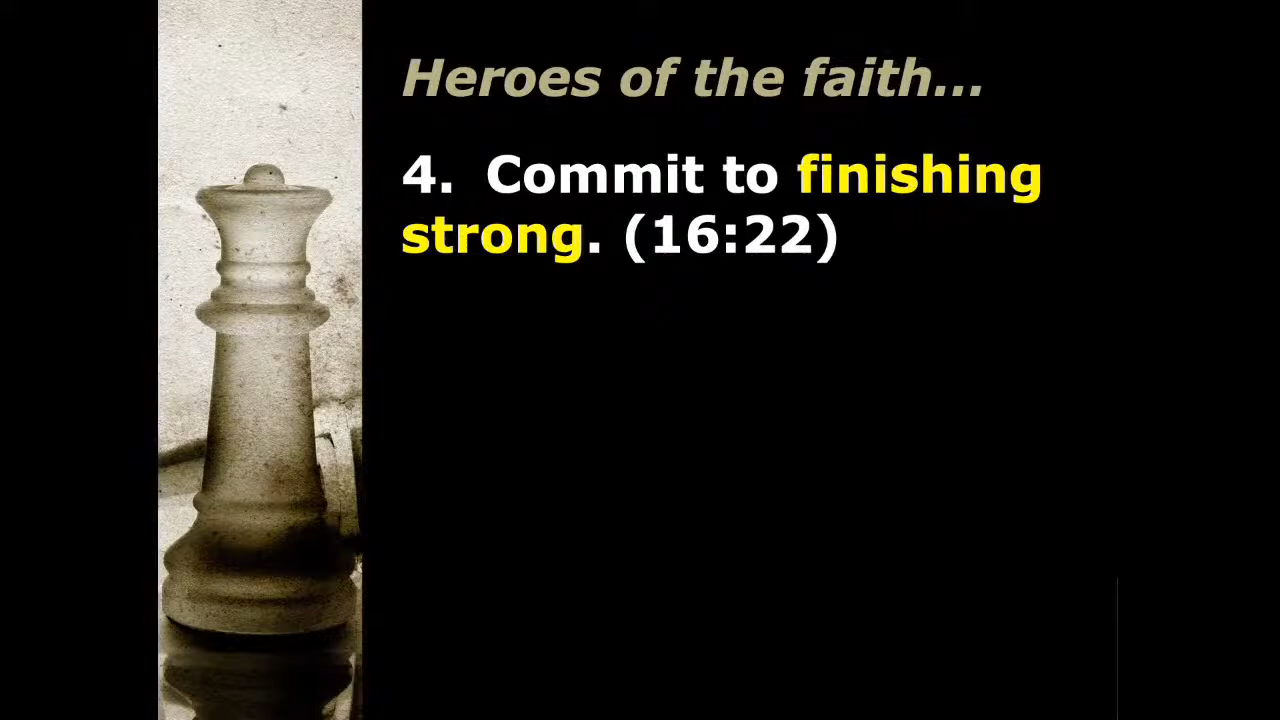 Heroes of the faith...
4. Commit to finishing
strong. (16:22)